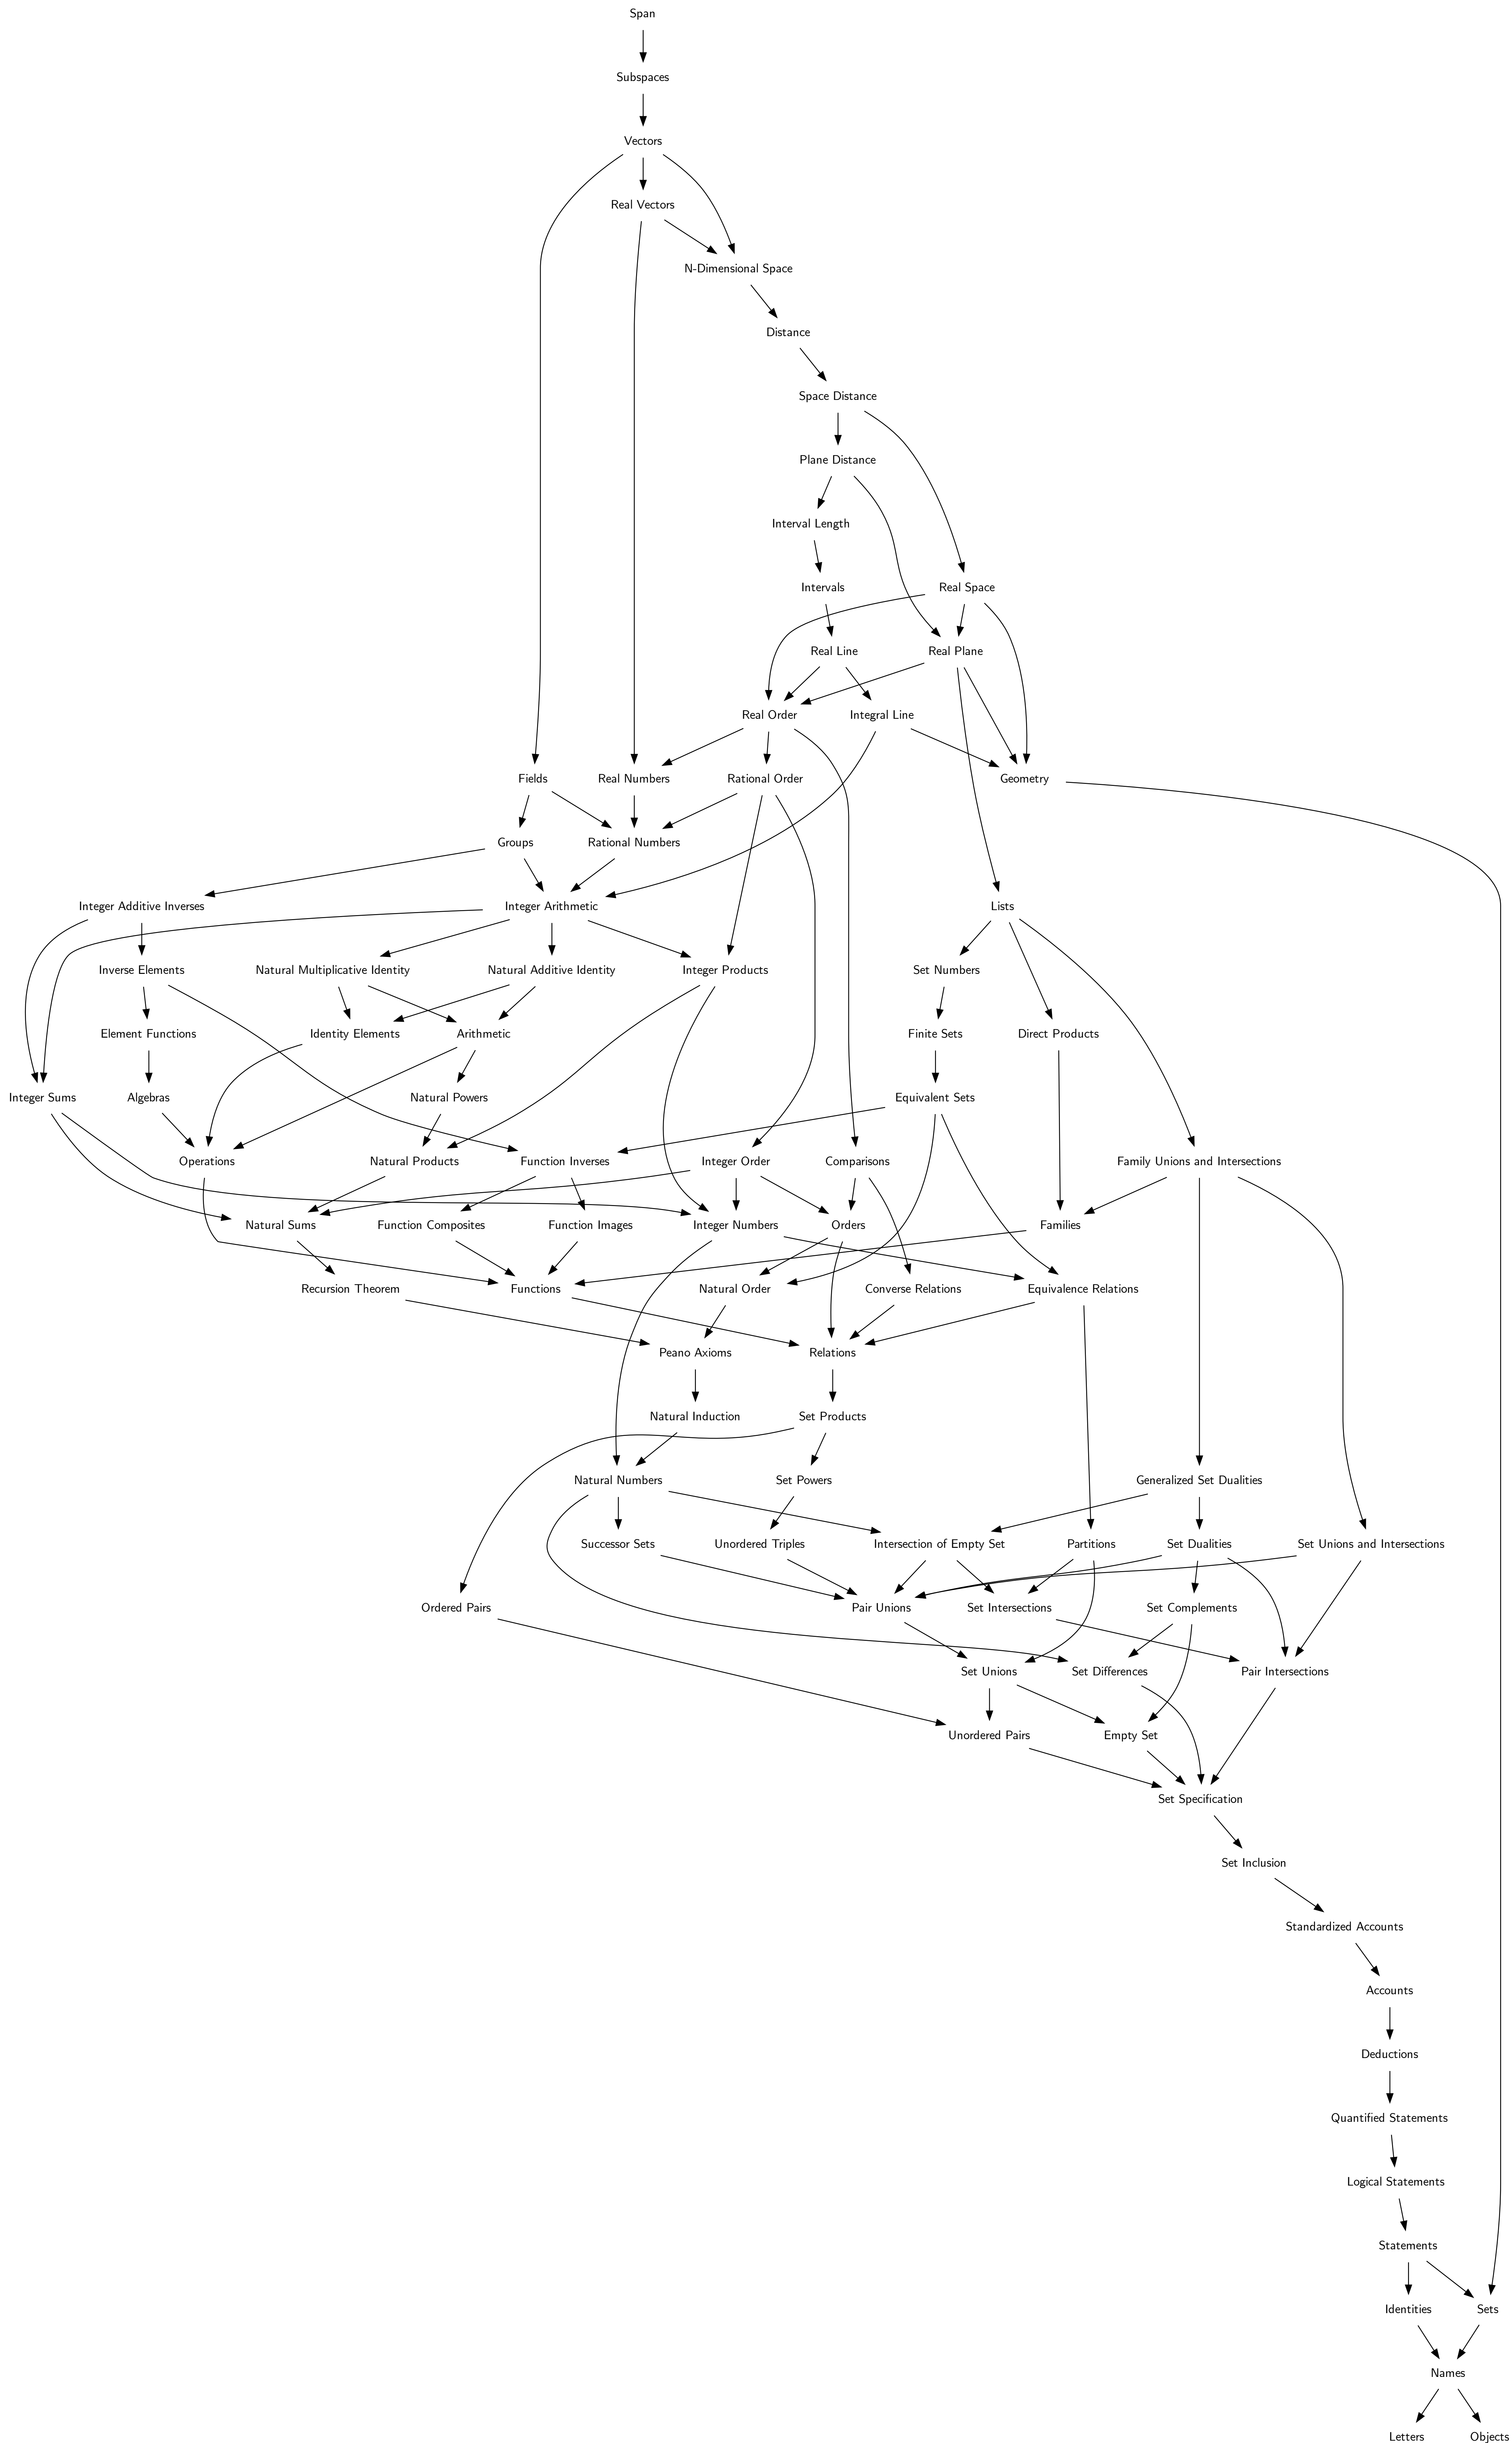 Span
Subspaces
Vectors
Real Vectors
N-Dimensional Space
Distance
Space Distance
Plane Distance
Interval Length
Intervals
Real Space
Real Line
Real Plane
Real Order
Integral Line
Fields
Real Numbers
Rational Order
Geometry
Groups
Rational Numbers
Integer Additive Inverses
Integer Arithmetic
Lists
Inverse Elements
Natural Multiplicative Identity
Natural Additive Identity
Integer Products
Set Numbers
Element Functions
Identity Elements
Arithmetic
Finite Sets
Direct Products
Integer Sums
Algebras
Natural Powers
Equivalent Sets
Operations
Natural Products
Function Inverses
Integer Order
Comparisons
Family Unions and Intersections
Natural Sums
Function Composites
Function Images
Integer Numbers
Orders
Families
Recursion Theorem
Functions
Natural Order
Converse Relations
Equivalence Relations
Peano Axioms
Relations
Natural Induction
Set Products
Natural Numbers
Set Powers
Generalized Set Dualities
Successor Sets
Unordered Triples
Intersection of Empty Set
Partitions
Set Dualities
Set Unions and Intersections
Ordered Pairs
Pair Unions
Set Intersections
Set Complements
Set Unions
Set Differences
Pair Intersections
Unordered Pairs
Empty Set
Set Specification
Set Inclusion
Standardized Accounts
Accounts
Deductions
Quantified Statements
Logical Statements
Statements
Identities
Sets
Names
Letters
Objects